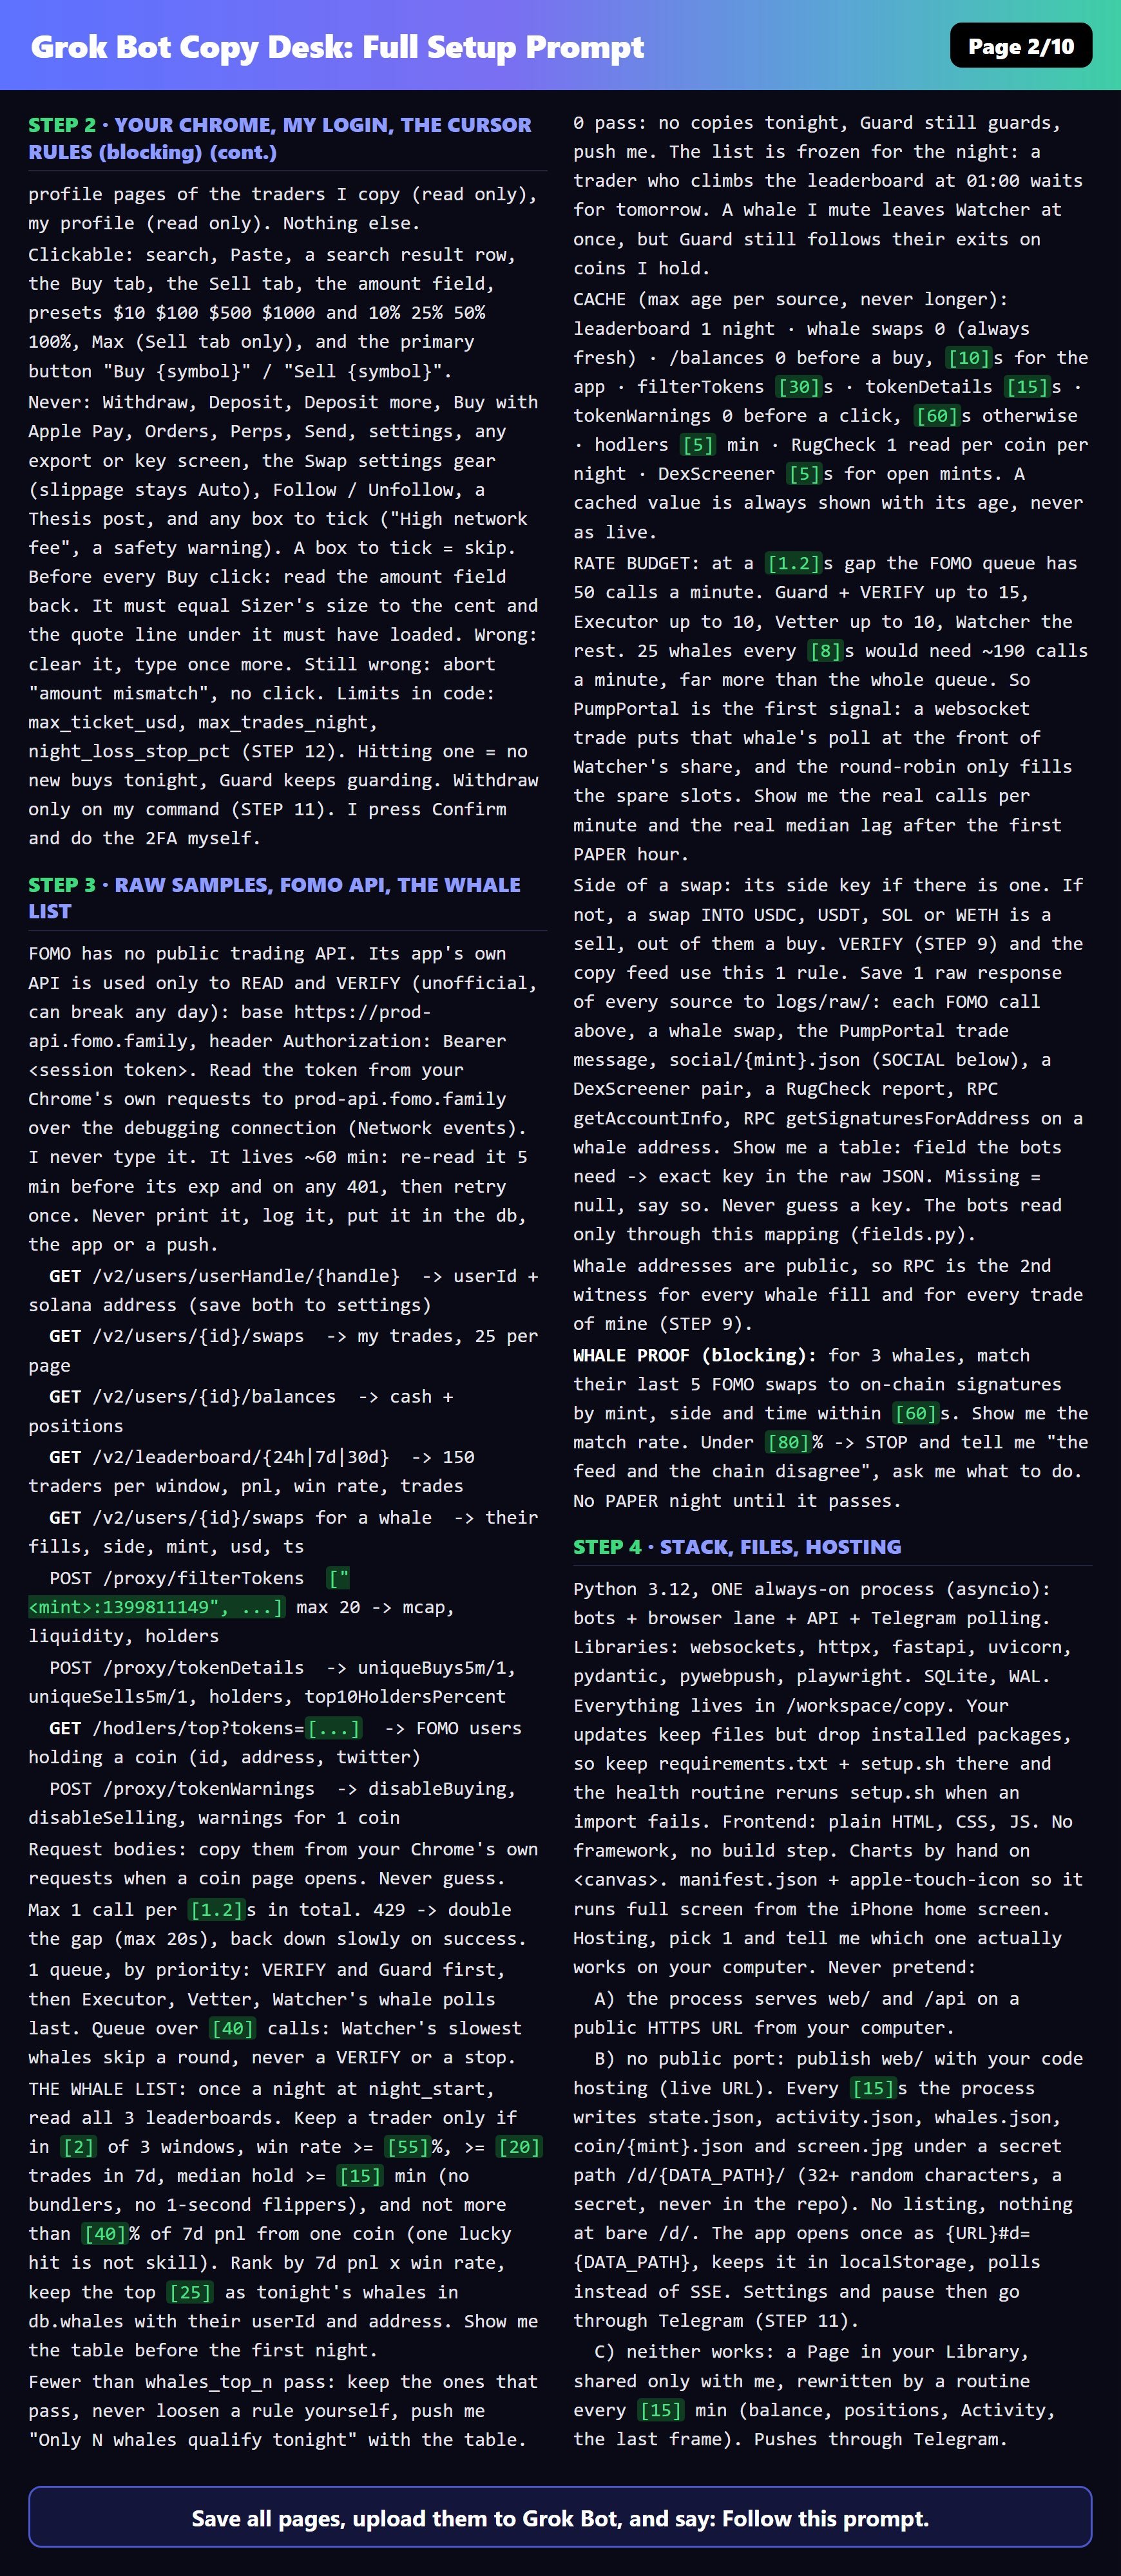 Grok Bot Copy Desk: Full Setup Prompt
Page 2/10
STEP 2 · YOUR CHROME, MY LOGIN, THE CURSOR
RULES (blocking) (cont.)
profile pages of the traders I copy (read only),
my profile (read only). Nothing else.
Clickable: search, Paste, a search result row,
the Buy tab, the Sell tab, the amount field,
presets $10 $100 $500 $1000 and 10% 25% 50%
100%, Max (Sell tab only), and the primary
button "Buy {symbol}" / "Sell {symbol}".
Never: Withdraw, Deposit, Deposit more, Buy with
Apple Pay, Orders, Perps, Send, settings, any
export or key screen, the Swap settings gear
(slippage stays Auto), Follow / Unfollow, a
Thesis post, and any box to tick ("High network
fee", a safety warning). A box to tick = skip.
Before every Buy click: read the amount field
back. It must equal Sizer's size to the cent and
the quote line under it must have loaded. Wrong:
clear it, type once more. Still wrong: abort
"amount mismatch", no click. Limits in code:
max_ticket_usd, max_trades_night,
night_loss_stop_pct (STEP 12). Hitting one = no
new buys tonight, Guard keeps guarding. Withdraw
only on my command (STEP 11). I press Confirm
and do the 2FA myself.
STEP 3 · RAW SAMPLES, FOMO API, THE WHALE
LIST
FOMO has no public trading API. Its app's own
API is used only to READ and VERIFY (unofficial,
can break any day): base https://prod-
api.fomo.family, header Authorization: Bearer
<session token>. Read the token from your
Chrome's own requests to prod-api.fomo.family
over the debugging connection (Network events).
I never type it. It lives ~60 min: re-read it 5
min before its exp and on any 401, then retry
once. Never print it, log it, put it in the db,
the app or a push.
GET /v2/users/userHandle/{handle} -> userId +
solana address (save both to settings)
GET /v2/users/{id}/swaps -> my trades, 25 per
page
GET /v2/users/{id}/balances -> cash +
positions
GET /v2/leaderboard/{24h|7d|30d} -> 150
traders per window, pnl, win rate, trades
GET /v2/users/{id}/swaps for a whale -> their
fills, side, mint, usd, ts
POST /proxy/filterTokens ["
<mint>:1399811149", ...] max 20 -> mcap,
liquidity, holders
POST /proxy/tokenDetails -> uniqueBuys5m/1,
uniqueSells5m/1, holders, top10HoldersPercent
GET /hodlers/top?tokens=[...] -> FOMO users
holding a coin (id, address, twitter)
POST /proxy/tokenWarnings -> disableBuying,
disableSelling, warnings for 1 coin
Request bodies: copy them from your Chrome's own
requests when a coin page opens. Never guess.
Max 1 call per [1.2]s in total. 429 -> double
the gap (max 20s), back down slowly on success.
1 queue, by priority: VERIFY and Guard first,
then Executor, Vetter, Watcher's whale polls
last. Queue over [40] calls: Watcher's slowest
whales skip a round, never a VERIFY or a stop.
THE WHALE LIST: once a night at night_start,
read all 3 leaderboards. Keep a trader only if
in [2] of 3 windows, win rate >= [55]%, >= [20]
trades in 7d, median hold >= [15] min (no
bundlers, no 1-second flippers), and not more
than [40]% of 7d pnl from one coin (one lucky
hit is not skill). Rank by 7d pnl x win rate,
keep the top [25] as tonight's whales in
db.whales with their userId and address. Show me
the table before the first night.
Fewer than whales_top_n pass: keep the ones that
pass, never loosen a rule yourself, push me
"Only N whales qualify tonight" with the table.
0 pass: no copies tonight, Guard still guards,
push me. The list is frozen for the night: a
trader who climbs the leaderboard at 01:00 waits
for tomorrow. A whale I mute leaves Watcher at
once, but Guard still follows their exits on
coins I hold.
CACHE (max age per source, never longer):
leaderboard 1 night · whale swaps 0 (always
fresh) · /balances 0 before a buy, [10]s for the
app · filterTokens [30]s · tokenDetails [15]s ·
tokenWarnings 0 before a click, [60]s otherwise
· hodlers [5] min · RugCheck 1 read per coin per
night · DexScreener [5]s for open mints. A
cached value is always shown with its age, never
as live.
RATE BUDGET: at a [1.2]s gap the FOMO queue has
50 calls a minute. Guard + VERIFY up to 15,
Executor up to 10, Vetter up to 10, Watcher the
rest. 25 whales every [8]s would need ~190 calls
a minute, far more than the whole queue. So
PumpPortal is the first signal: a websocket
trade puts that whale's poll at the front of
Watcher's share, and the round-robin only fills
the spare slots. Show me the real calls per
minute and the real median lag after the first
PAPER hour.
Side of a swap: its side key if there is one. If
not, a swap INTO USDC, USDT, SOL or WETH is a
sell, out of them a buy. VERIFY (STEP 9) and the
copy feed use this 1 rule. Save 1 raw response
of every source to logs/raw/: each FOMO call
above, a whale swap, the PumpPortal trade
message, social/{mint}.json (SOCIAL below), a
DexScreener pair, a RugCheck report, RPC
getAccountInfo, RPC getSignaturesForAddress on a
whale address. Show me a table: field the bots
need -> exact key in the raw JSON. Missing =
null, say so. Never guess a key. The bots read
only through this mapping (fields.py).
Whale addresses are public, so RPC is the 2nd
witness for every whale fill and for every trade
of mine (STEP 9).
WHALE PROOF (blocking): for 3 whales, match
their last 5 FOMO swaps to on-chain signatures
by mint, side and time within [60]s. Show me the
match rate. Under [80]% -> STOP and tell me "the
feed and the chain disagree", ask me what to do.
No PAPER night until it passes.
STEP 4 · STACK, FILES, HOSTING
Python 3.12, ONE always-on process (asyncio):
bots + browser lane + API + Telegram polling.
Libraries: websockets, httpx, fastapi, uvicorn,
pydantic, pywebpush, playwright. SQLite, WAL.
Everything lives in /workspace/copy. Your
updates keep files but drop installed packages,
so keep requirements.txt + setup.sh there and
the health routine reruns setup.sh when an
import fails. Frontend: plain HTML, CSS, JS. No
framework, no build step. Charts by hand on
<canvas>. manifest.json + apple-touch-icon so it
runs full screen from the iPhone home screen.
Hosting, pick 1 and tell me which one actually
works on your computer. Never pretend:
A) the process serves web/ and /api on a
public HTTPS URL from your computer.
B) no public port: publish web/ with your code
hosting (live URL). Every [15]s the process
writes state.json, activity.json, whales.json,
coin/{mint}.json and screen.jpg under a secret
path /d/{DATA_PATH}/ (32+ random characters, a
secret, never in the repo). No listing, nothing
at bare /d/. The app opens once as {URL}#d=
{DATA_PATH}, keeps it in localStorage, polls
instead of SSE. Settings and pause then go
through Telegram (STEP 11).
C) neither works: a Page in your Library,
shared only with me, rewritten by a routine
every [15] min (balance, positions, Activity,
the last frame). Pushes through Telegram.
Save all pages, upload them to Grok Bot, and say: Follow this prompt.